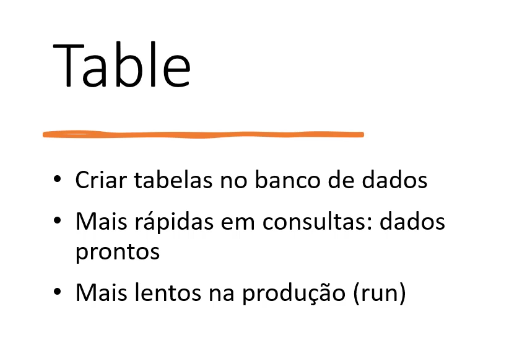 Table
• Criar tabelas no banco de dados
• Mais rápidas em consultas: dados
prontos
• Mais lentos na produção (run)